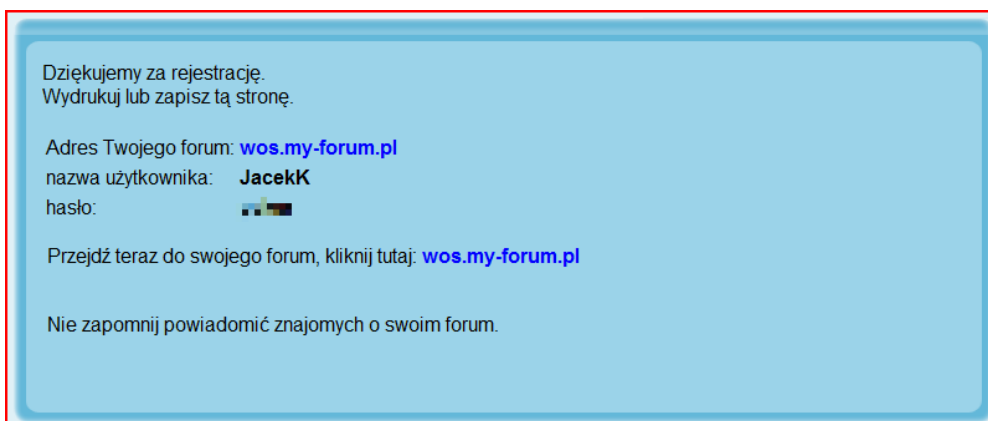 Dziękujemy za rejestrację.
Wydrukuj lub zapisz tą stronę.
Adres Twojego forum: wos.my-forum.pl
nazwa użytkownika: JacekK
hasło:
Przejdź teraz do swojego forum, kliknij tutaj: wos.my-forum.pl
Nie zapomnij powiadomić znajomych o swoim forum.